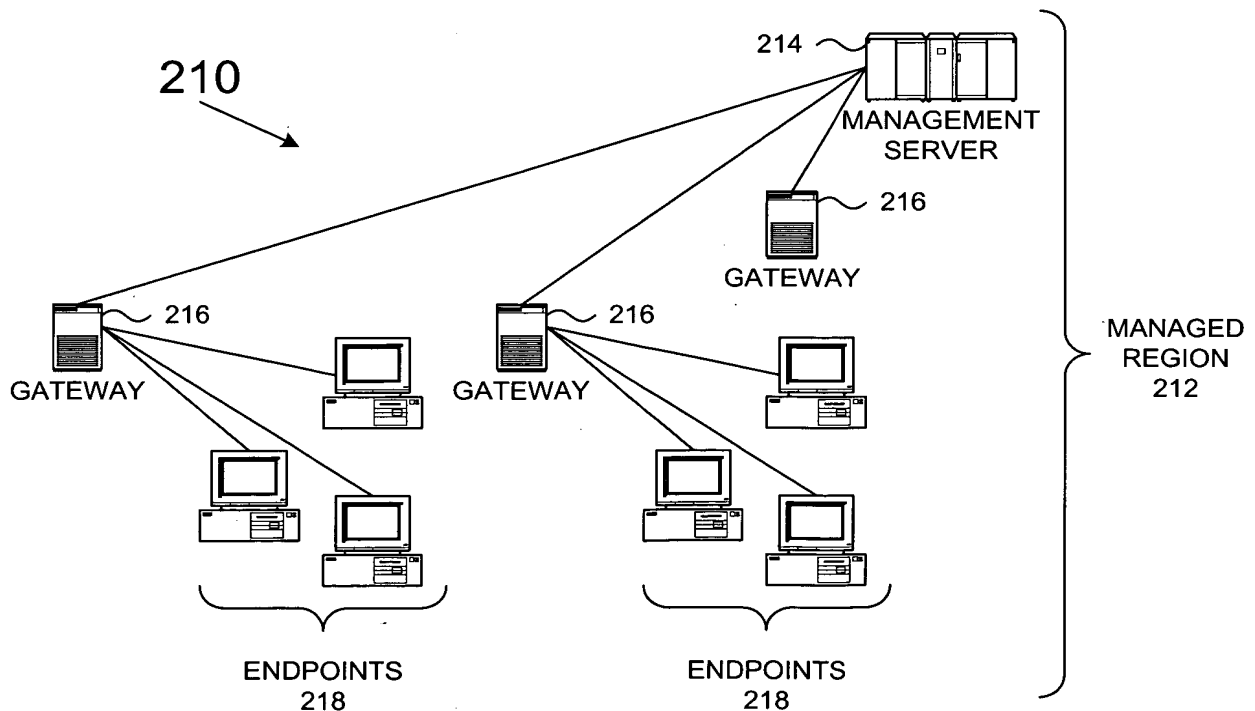 210
214
MANAGEMENT
SERVER
216
GATEWAY
216
GATEWAY
216
GATEWAY
MANAGED
REGION
212
ENDPOINTS
218
ENDPOINTS
218